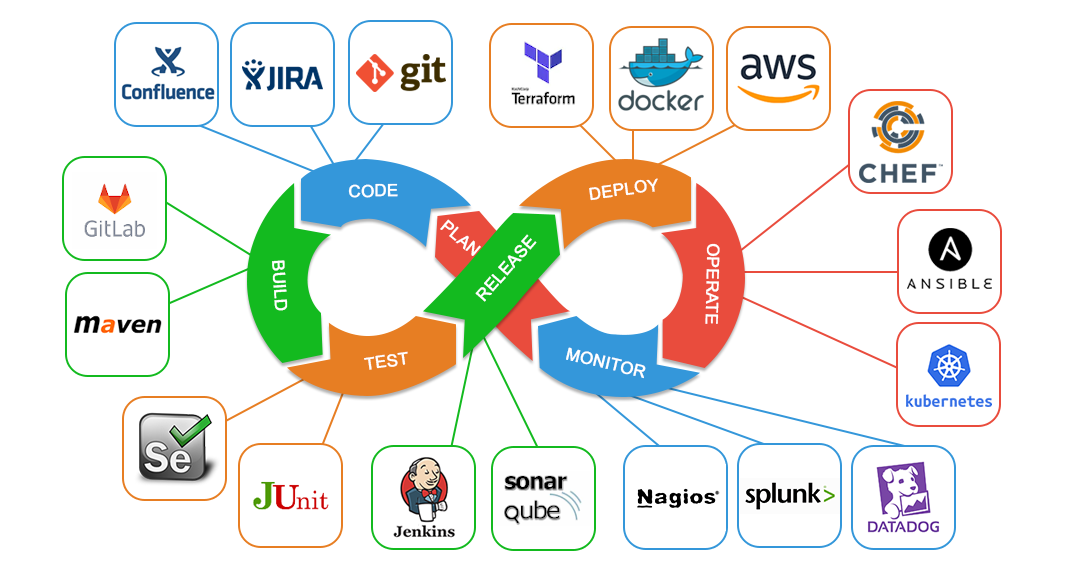 Confluence
JIRA
git
HashiCorp
Terraform
docker
aws
CHEF™
GitLab
maven
CODE
PLAN
RELEASE
DEPLOY
BUILD
OPERATE
TEST
MONITOR
ANSIBLE
kubernetes
Se
JUnit
Jenkins
sonar
qube
Nagios®
splunk>
DATADOG